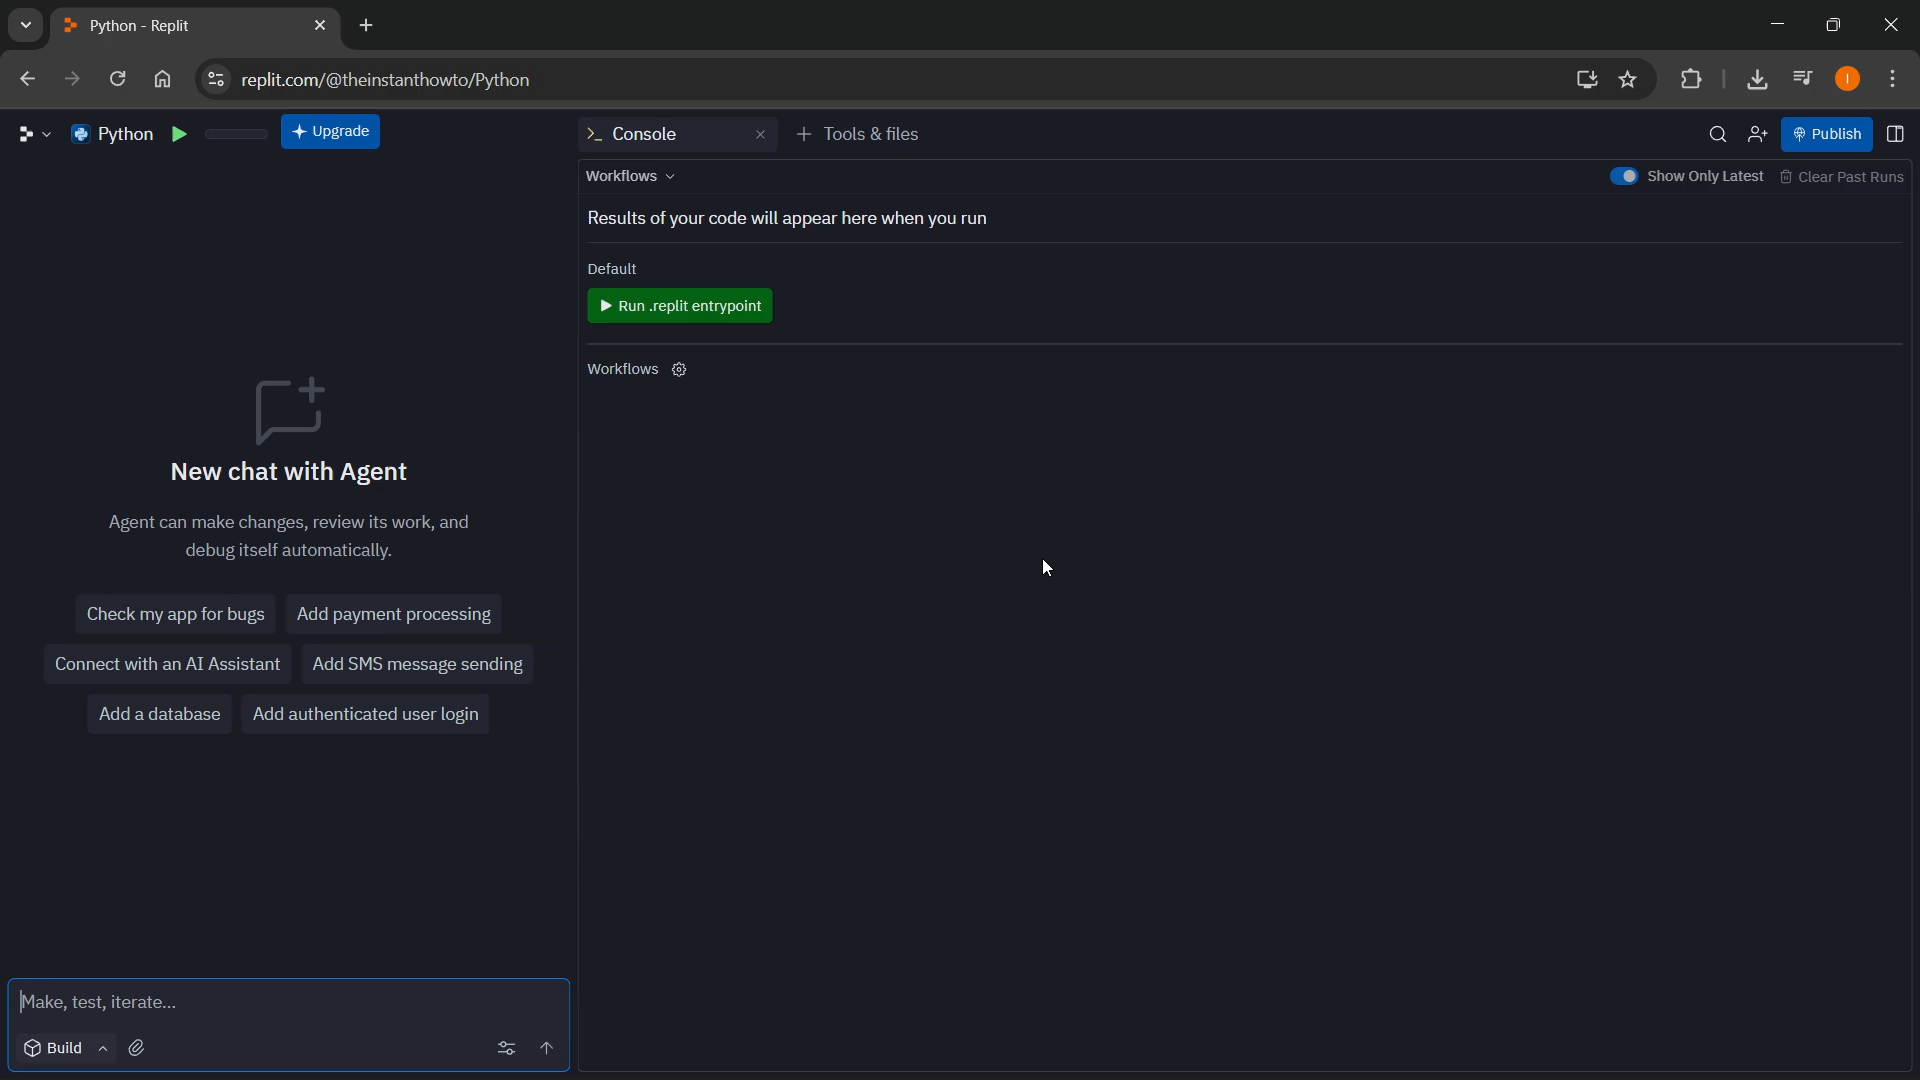 Python - Replit
replit.com/@theinstanthowto/Python
I
Python
Upgrade
Console
Tools & files
Publish
Workflows
Show Only Latest
Clear Past Runs
Results of your code will appear here when you run
Default
Run .replit entrypoint
Workflows
New chat with Agent
Agent can make changes, review its work, and
debug itself automatically.
Check my app for bugs
Add payment processing
Connect with an AI Assistant
Add SMS message sending
Add a database
Add authenticated user login
Make, test, iterate...
Build